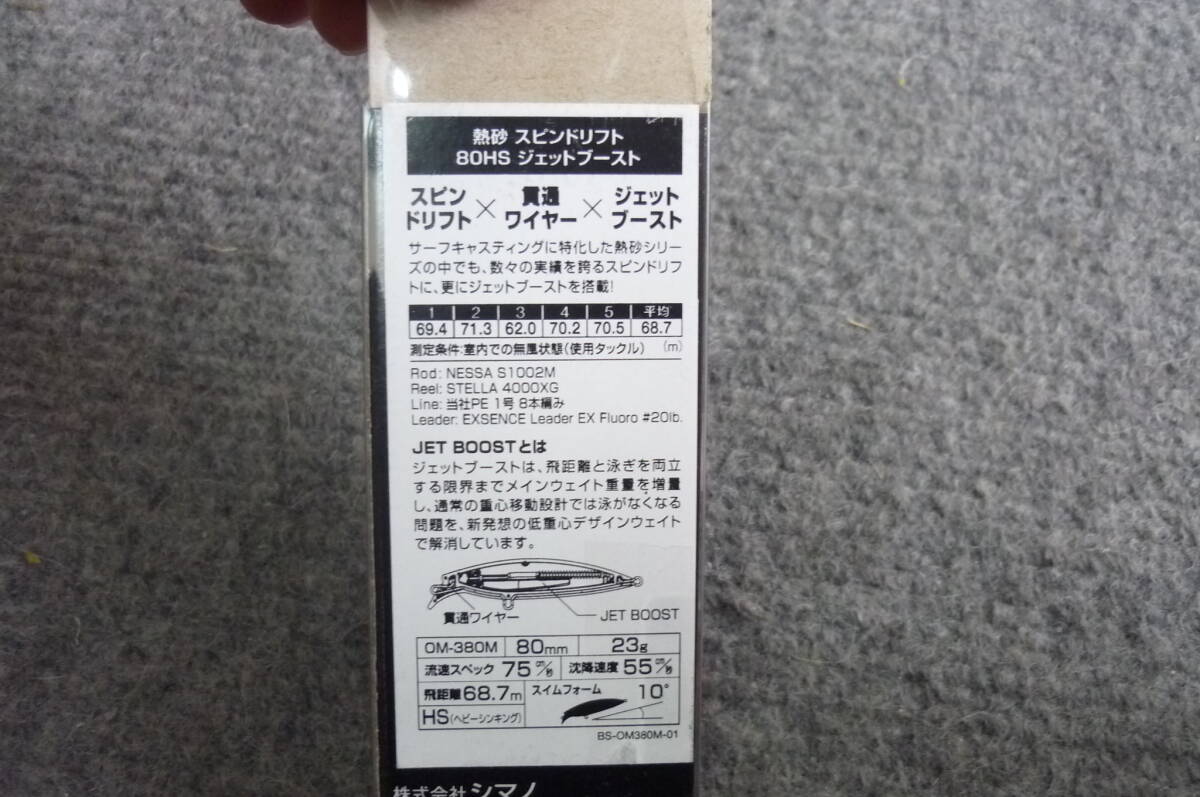 熱砂 スピンドリフト
80HS ジェットブースト
スピンドリフト × 貫通ワイヤー × ジェットブースト
サーフキャスティングに特化した熱砂シリー
ズの中でも、数々の実績を誇るスピンドリフ
トに、更にジェットブーストを搭載!
1 2 3 4 5 平均
69.4 71.3 62.0 70.2 70.5 68.7
測定条件:室内での無風状態(使用タックル) (m)
Rod: NESSA S1002M
Reel: STELLA 4000XG
Line: 当社PE 1号 8本編み
Leader: EXSENCE Leader EX Fluoro #20lb.
JET BOOSTとは
ジェットブーストは、飛距離と泳ぎを両立
する限界までメインウェイト重量を増量
し、通常の重心移動設計では泳がなくなる
問題を、新発想の低重心デザインウェイト
で解消しています。
貫通ワイヤー JET BOOST
OM-380M 80mm 23g
流速スペック 75㎝/秒 沈降速度 55㎝/秒
飛距離68.7m スイムフォーム 10°
HS(ヘビーシンキング)
BS-OM380M-01
株式会社シマノ